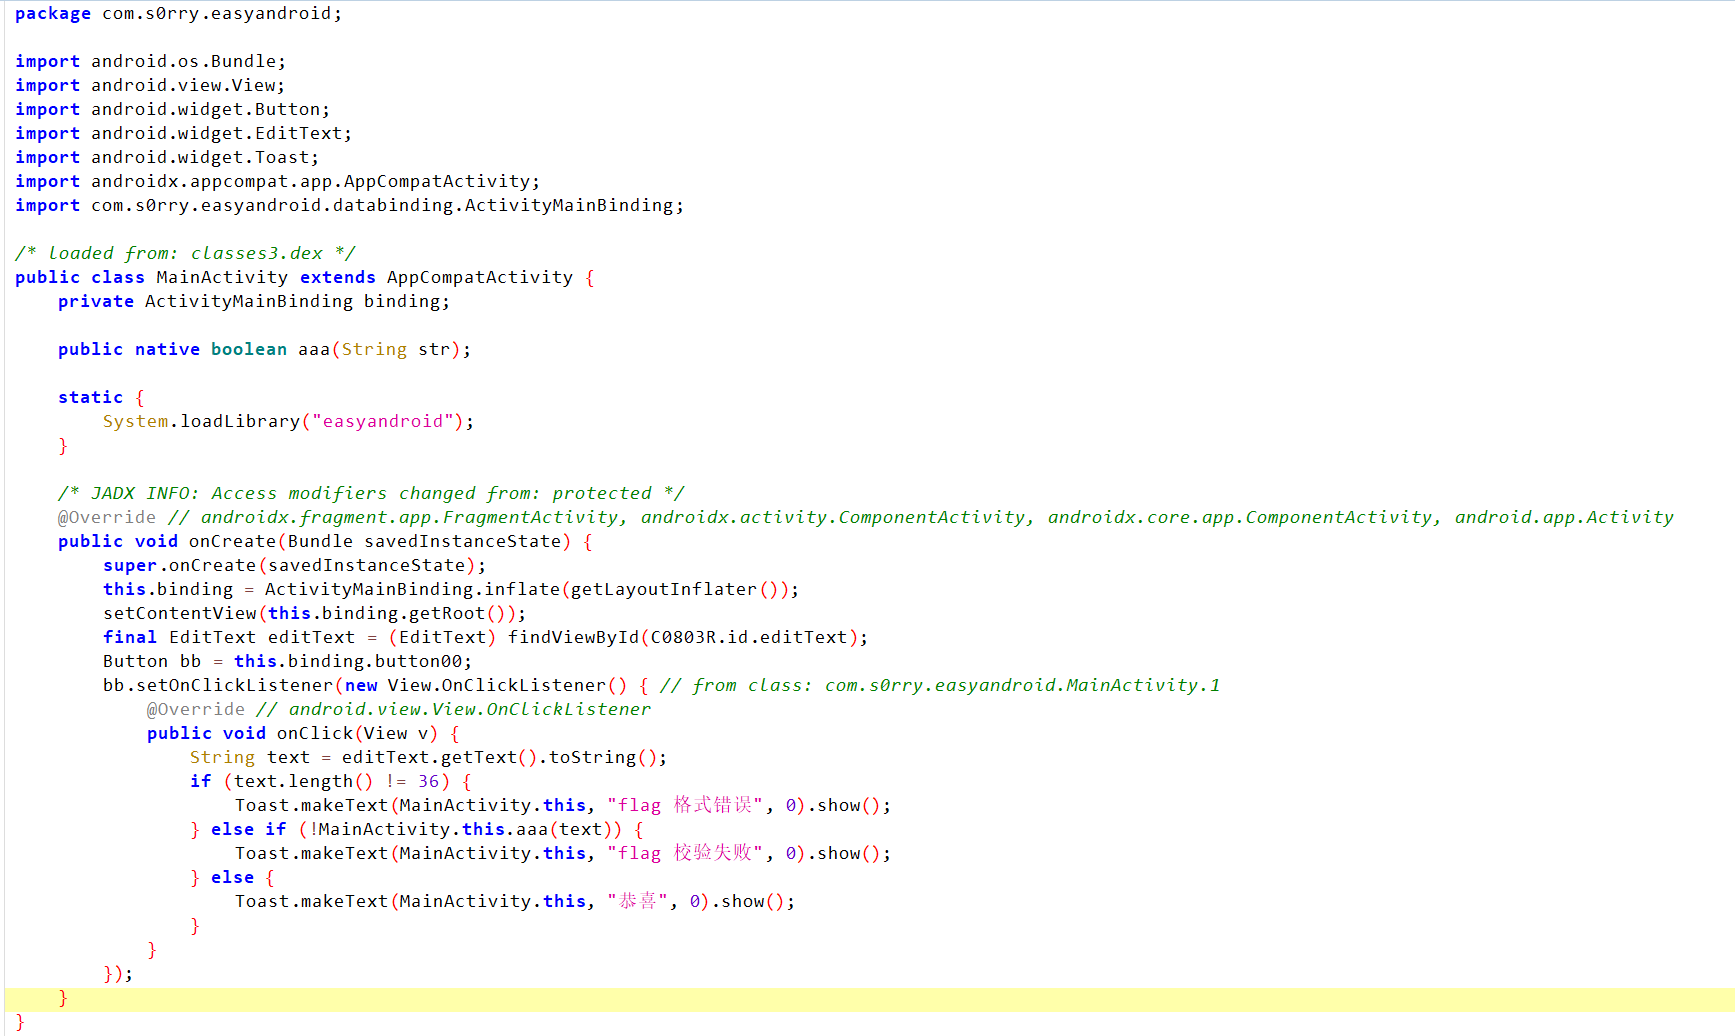 package com.s0rry.easyandroid;
import android.os.Bundle;
import android.view.View;
import android.widget.Button;
import android.widget.EditText;
import android.widget.Toast;
import androidx.appcompat.app.AppCompatActivity;
import com.s0rry.easyandroid.databinding.ActivityMainBinding;
/* loaded from: classes3.dex */
public class MainActivity extends AppCompatActivity {
    private ActivityMainBinding binding;
    public native boolean aaa(String str);
    static {
        System.loadLibrary("easyandroid");
    }
    /* JADX INFO: Access modifiers changed from: protected */
    @Override // androidx.fragment.app.FragmentActivity, androidx.activity.ComponentActivity, androidx.core.app.ComponentActivity, android.app.Activity
    public void onCreate(Bundle savedInstanceState) {
        super.onCreate(savedInstanceState);
        this.binding = ActivityMainBinding.inflate(getLayoutInflater());
        setContentView(this.binding.getRoot());
        final EditText editText = (EditText) findViewById(C0803R.id.editText);
        Button bb = this.binding.button00;
        bb.setOnClickListener(new View.OnClickListener() { // from class: com.s0rry.easyandroid.MainActivity.1
            @Override // android.view.View.OnClickListener
            public void onClick(View v) {
                String text = editText.getText().toString();
                if (text.length() != 36) {
                    Toast.makeText(MainActivity.this, "flag 格式错误", 0).show();
                } else if (!MainActivity.this.aaa(text)) {
                    Toast.makeText(MainActivity.this, "flag 校验失败", 0).show();
                } else {
                    Toast.makeText(MainActivity.this, "恭喜", 0).show();
                }
            }
        });
    }
}